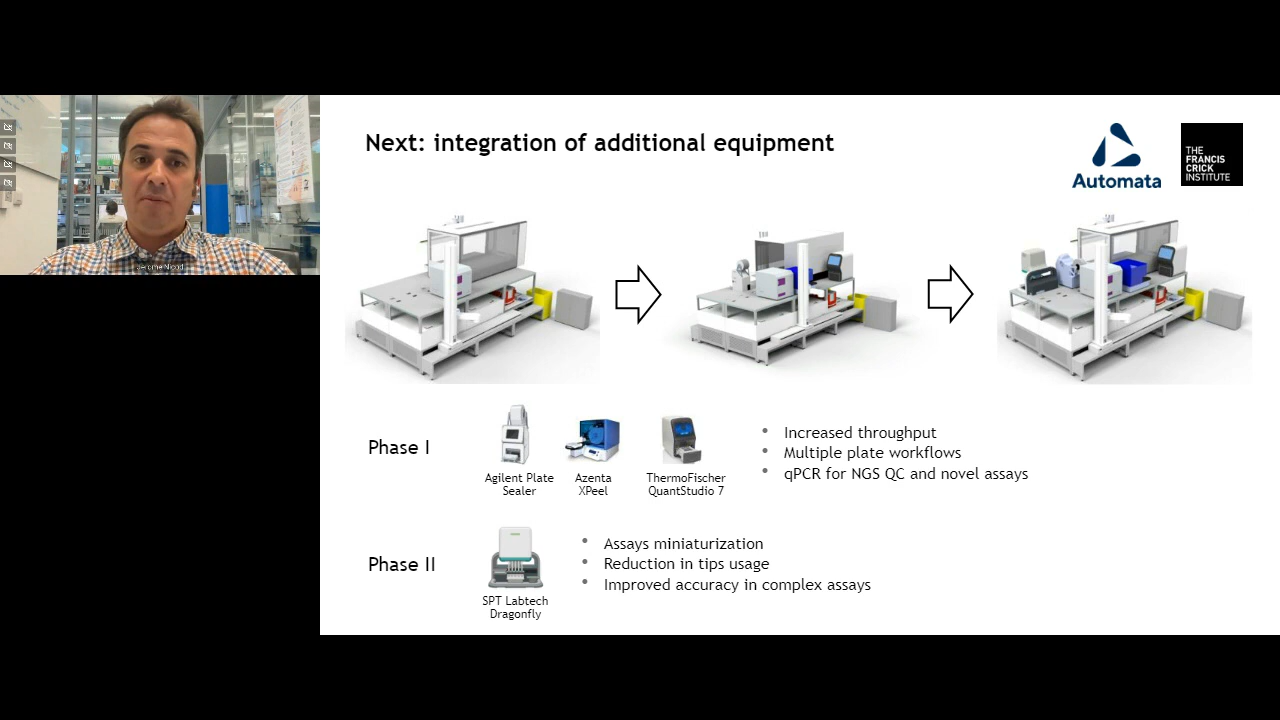 Next: integration of additional equipment
Automata
THE
FRANCIS
CRICK
INSTITUTE
Jerome Nicod
Phase I
Agilent Plate
Sealer
Azenta
XPeel
ThermoFischer
QuantStudio 7
• Increased throughput
• Multiple plate workflows
• qPCR for NGS QC and novel assays
Phase II
SPT Labtech
Dragonfly
• Assays miniaturization
• Reduction in tips usage
• Improved accuracy in complex assays